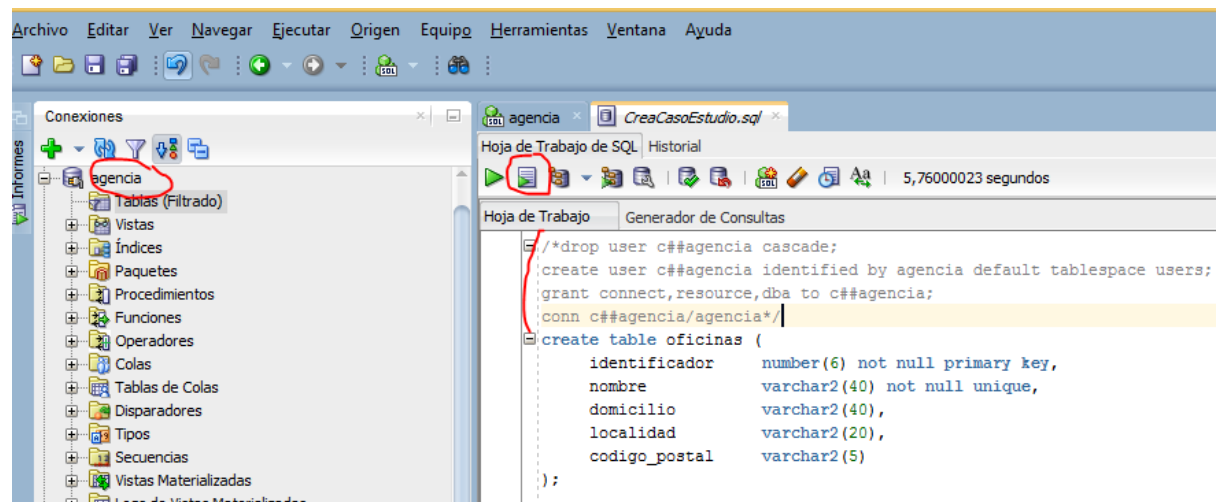 Archivo Editar Ver Navegar Ejecutar Origen Equipo Herramientas Ventana Ayuda
SQL
Conexiones
Informes
agencia
Tablas (Filtrado)
Vistas
Índices
Paquetes
Procedimientos
Funciones
Operadores
Colas
Tablas de Colas
Disparadores
Tipos
Secuencias
Vistas Materializadas
agencia
CreaCasoEstudio.sql
Hoja de Trabajo de SQL Historial
5,76000023 segundos
Hoja de Trabajo Generador de Consultas
/*drop user c##agencia cascade;
create user c##agencia identified by agencia default tablespace users;
grant connect,resource,dba to c##agencia;
conn c##agencia/agencia*/
create table oficinas (
identificador number(6) not null primary key,
nombre varchar2(40) not null unique,
domicilio varchar2(40),
localidad varchar2(20),
codigo_postal varchar2(5)
);